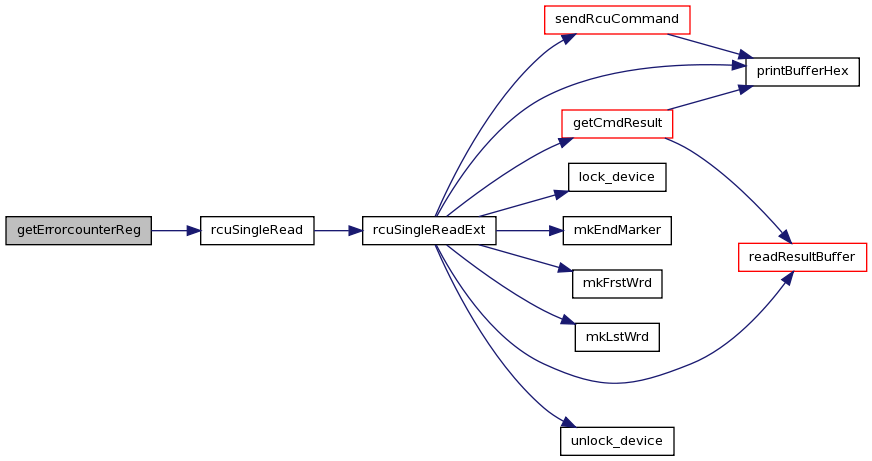 sendRcuCommand
printBufferHex
getCmdResult
lock_device
getErrorcounterReg
rcuSingleRead
rcuSingleReadExt
mkEndMarker
readResultBuffer
mkFrstWrd
mkLstWrd
unlock_device